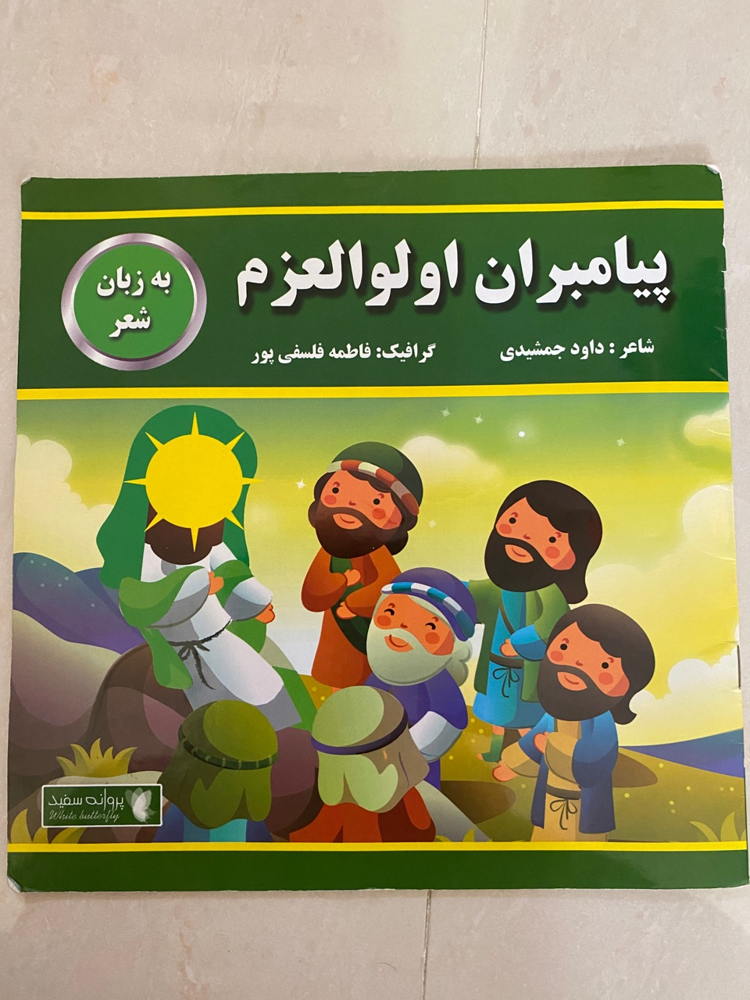 پیامبران اولوالعزم
به زبان
شعر
شاعر : داود جمشیدی
گرافیک: فاطمه فلسفی پور
پروانه سفید
White butterfly